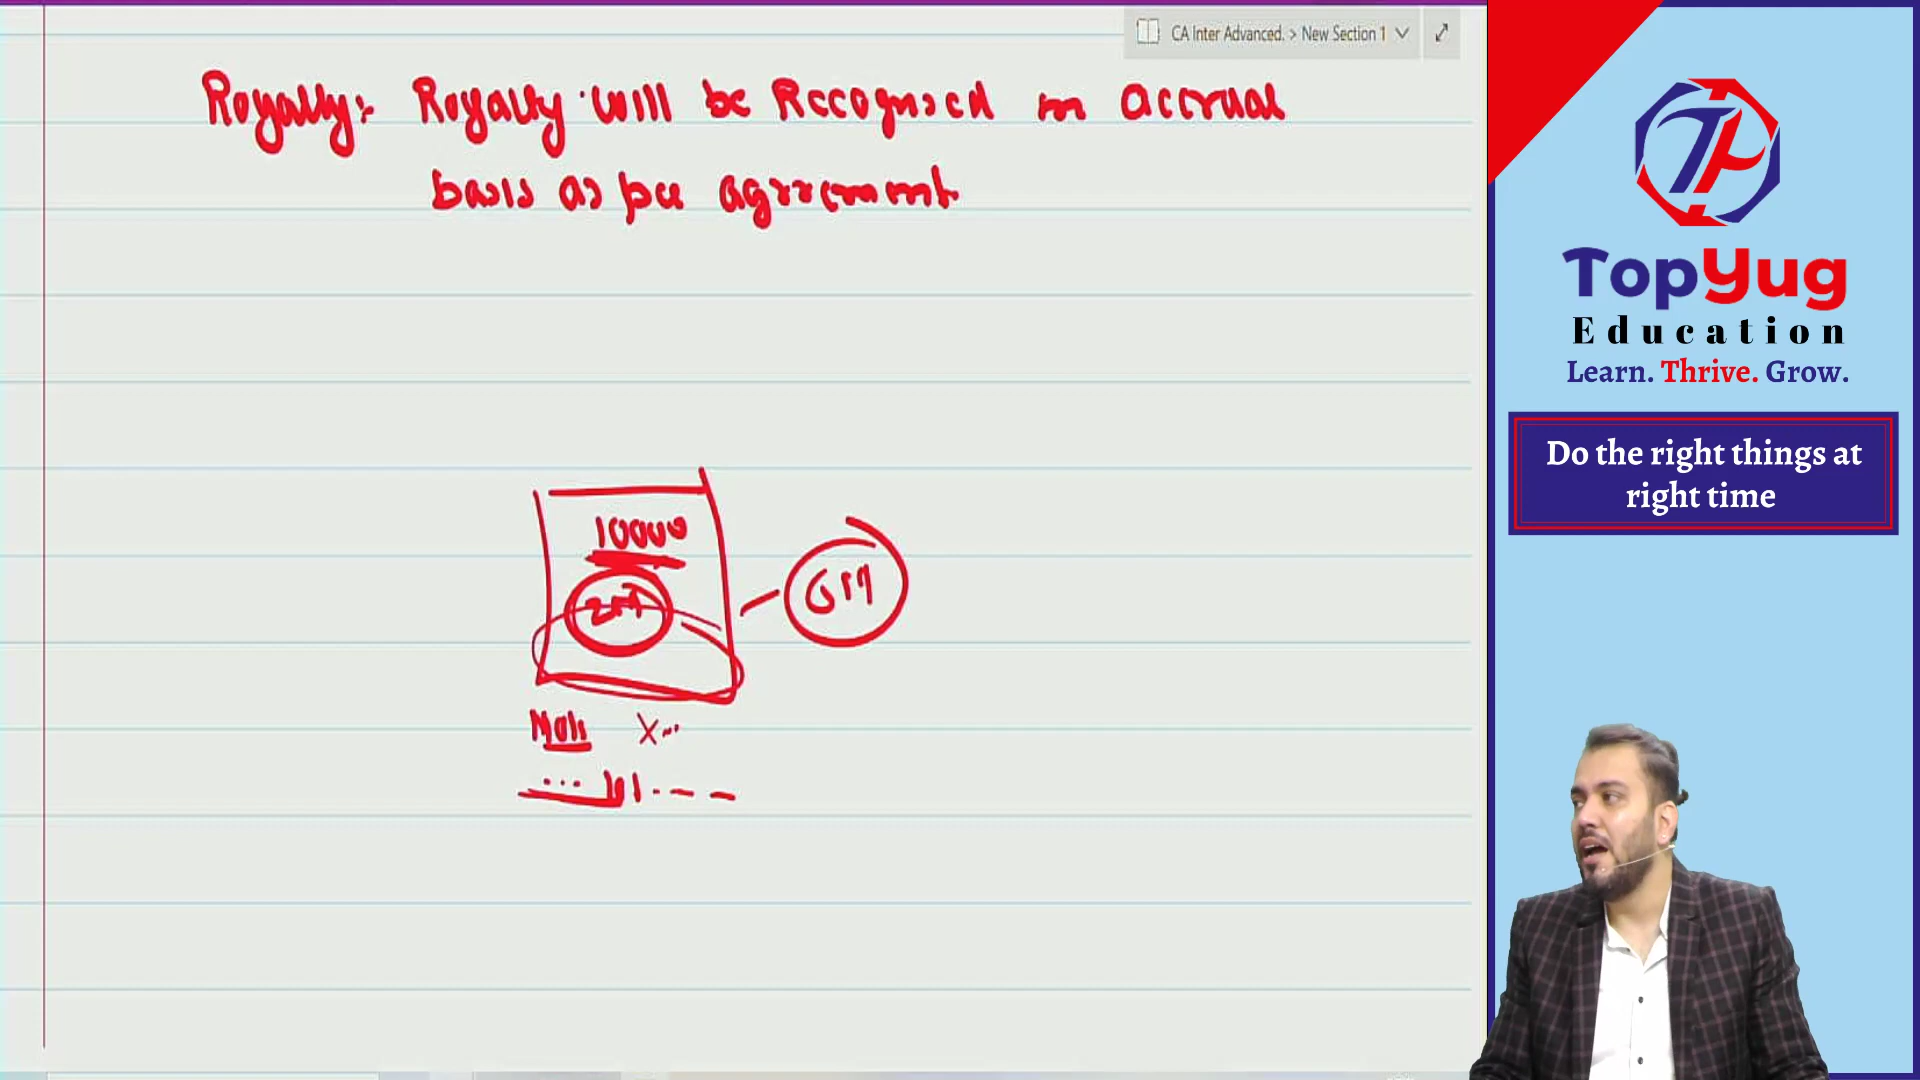 CA Inter Advanced. > New Section 1
Royalty:- Royalty will be Recognised on accrual
basis as per agreement
10000
TopYug
Education
Learn. Thrive. Grow.
Do the right things at
right time